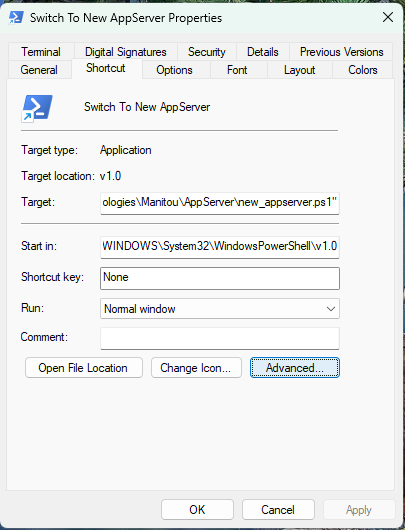 Switch To New AppServer Properties
Terminal Digital Signatures Security Details Previous Versions
General Shortcut Options Font Layout Colors
Switch To New AppServer
Target type: Application
Target location: v1.0
Target: ologies\Manitou\AppServer\new_appserver.ps1"
Start in: WINDOWS\System32\WindowsPowerShell\v1.0
Shortcut key: None
Run: Normal window
Comment:
Open File Location Change Icon... Advanced...
OK Cancel Apply